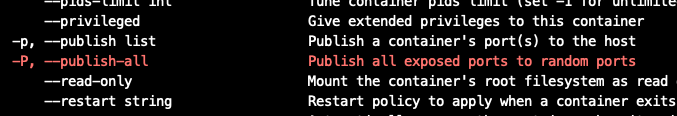 --pids-limit int Tune container pids limit (set -1 for unlimite
--privileged Give extended privileges to this container
-p, --publish list Publish a container's port(s) to the host
-P, --publish-all Publish all exposed ports to random ports
--read-only Mount the container's root filesystem as read
--restart string Restart policy to apply when a container exits